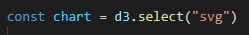 const chart = d3.select("svg")